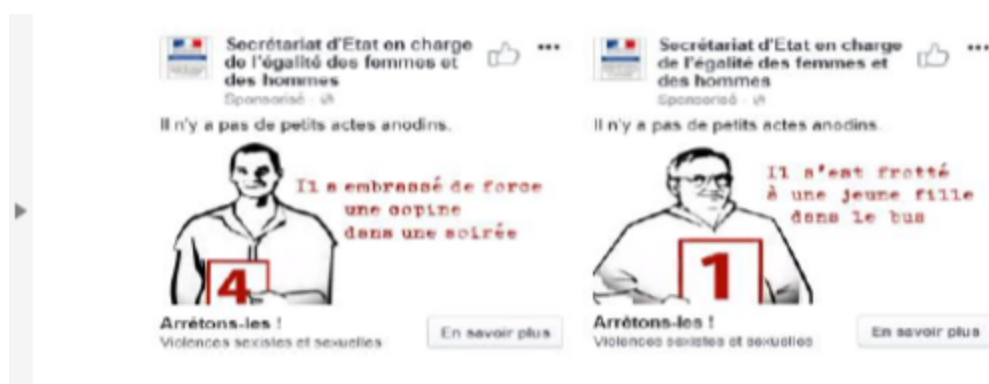 Secrétariat d'Etat en charge
de l'égalité des femmes et
des hommes
Sponsorisé
Il n'y a pas de petits actes anodins.
Il a embrassé de force
une copine
dans une soirée
4
Arrêtons-les !
Violences sexistes et sexuelles
En savoir plus
Secrétariat d'Etat en charge
de l'égalité des femmes et
des hommes
Sponsorisé
Il n'y a pas de petits actes anodins.
Il s'est frotté
À une jeune fille
dans le bus
1
Arrêtons-les !
Violences sexistes et sexuelles
En savoir plus